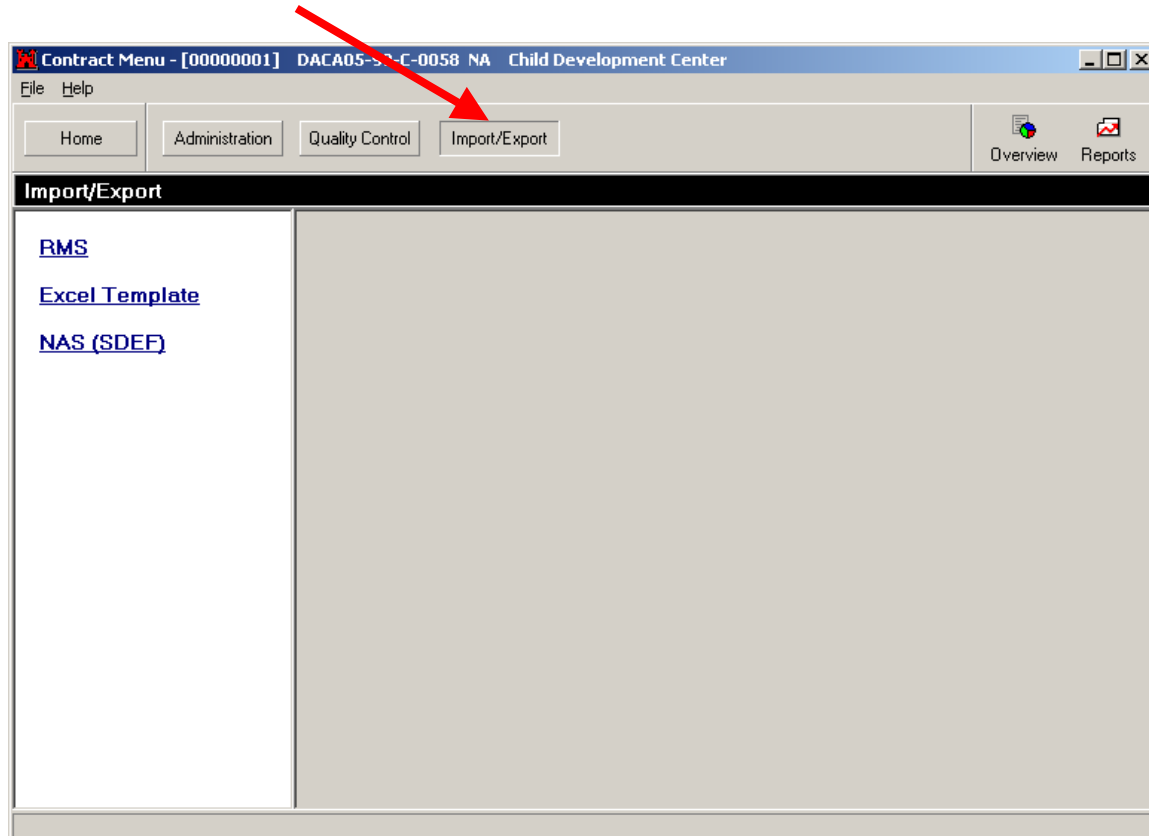 Contract Menu - [00000001] DACA05-99-C-0058 NA Child Development Center
File Help
Home Administration Quality Control Import/Export Overview Reports
Import/Export
RMS
Excel Template
NAS (SDEF)